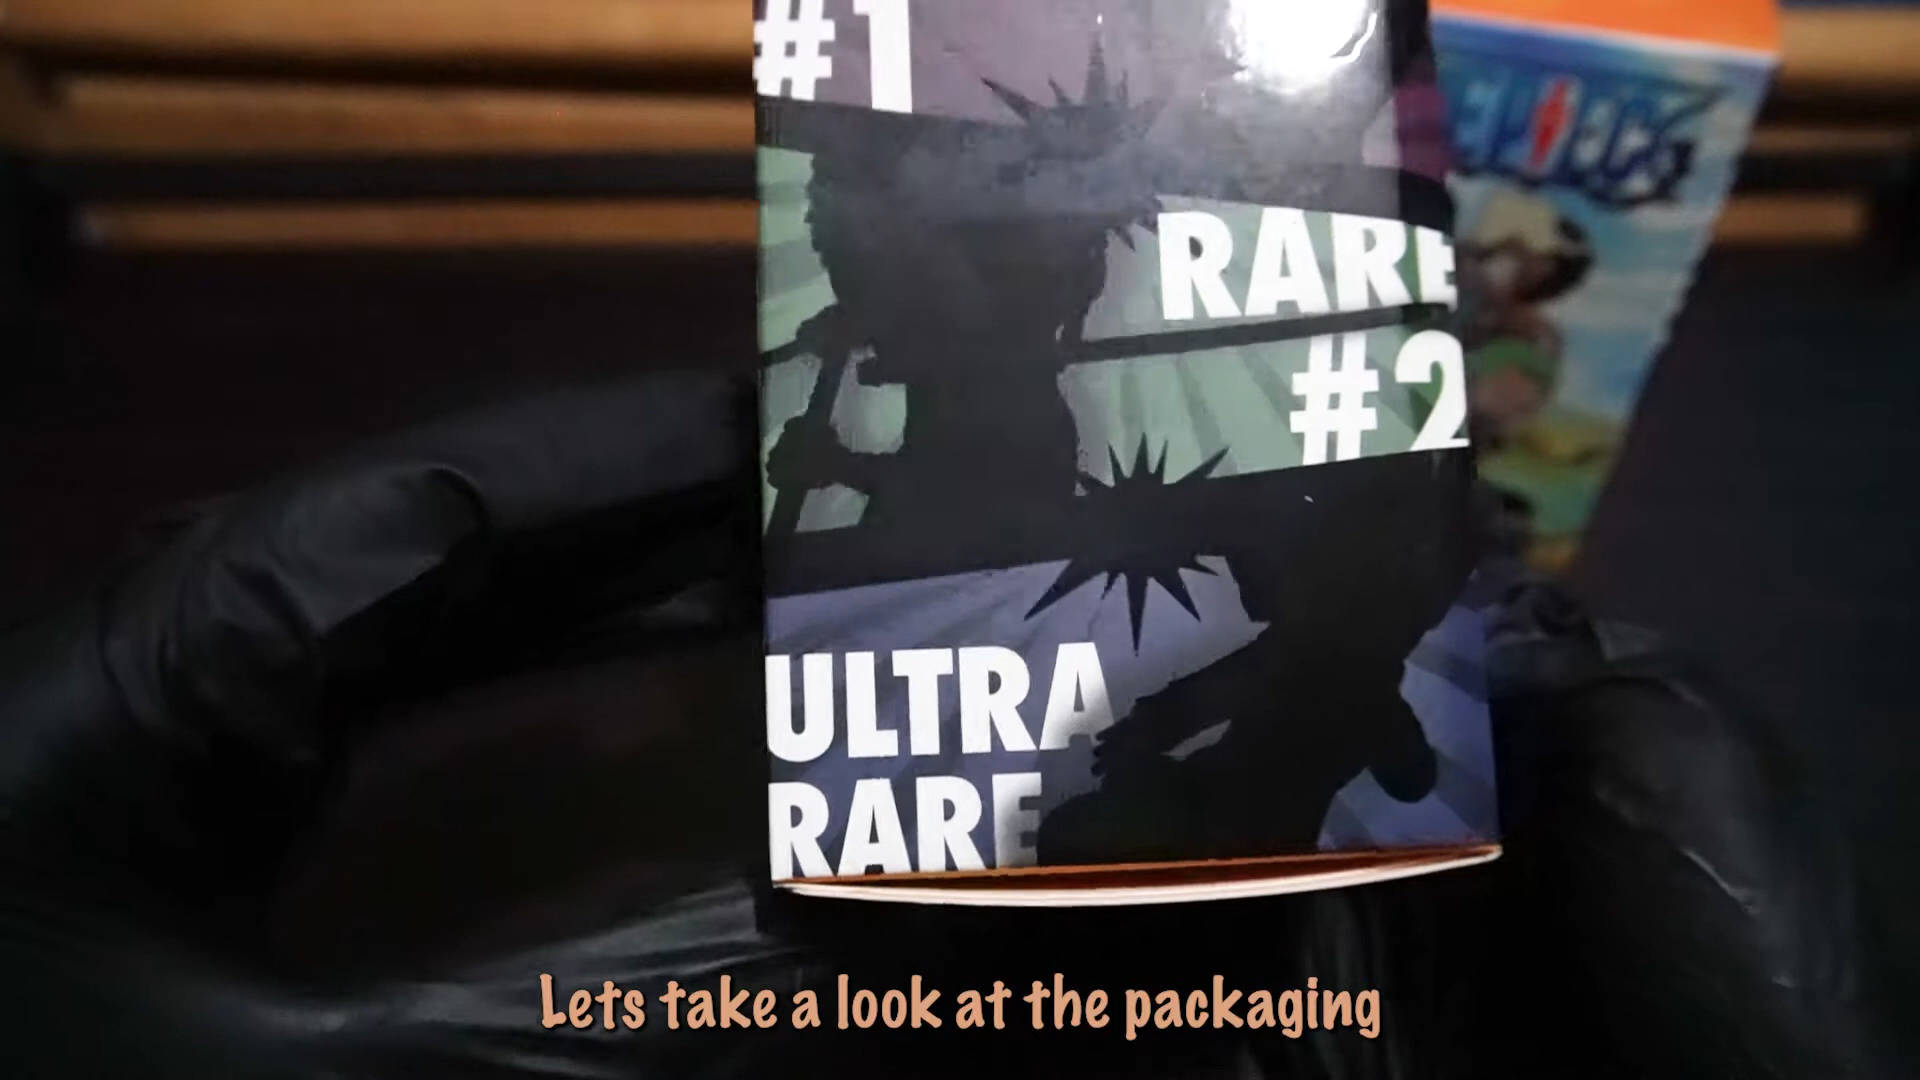 #1
RARE
#2
ULTRA
RARE
Lets take a look at the packaging